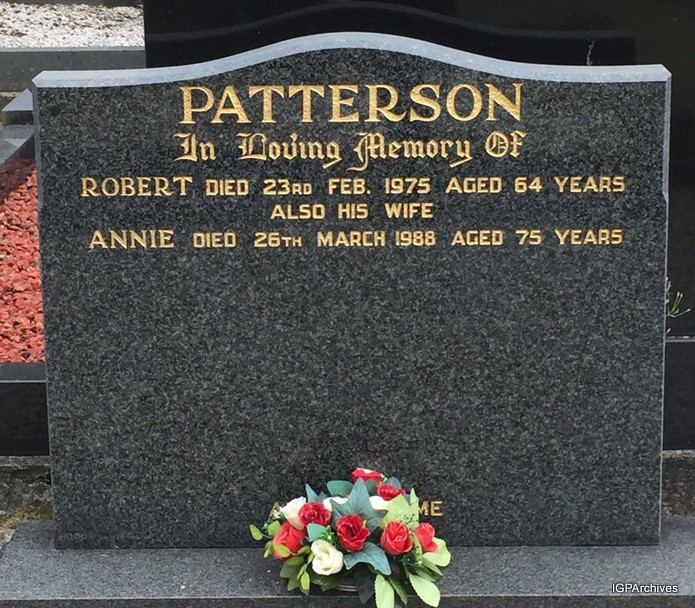 PATTERSON
In Loving Memory Of
ROBERT DIED 23RD FEB. 1975 AGED 64 YEARS
ALSO HIS WIFE
ANNIE DIED 26TH MARCH 1988 AGED 75 YEARS
IGPArchives